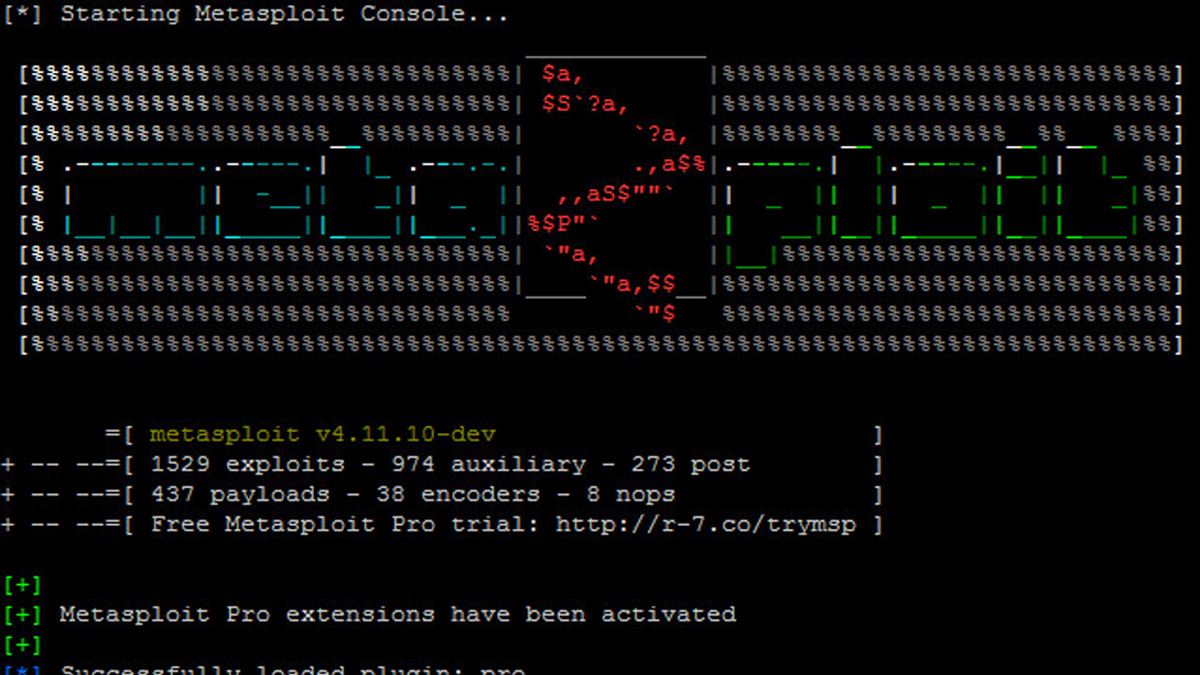 [*] Starting Metasploit Console...
metasploit
=[ metasploit v4.11.10-dev ]
+ -- --=[ 1529 exploits - 974 auxiliary - 273 post ]
+ -- --=[ 437 payloads - 38 encoders - 8 nops ]
+ -- --=[ Free Metasploit Pro trial: http://r-7.co/trymsp ]
[+]
[+] Metasploit Pro extensions have been activated
[+]
[*] Successfully loaded plugin: pro